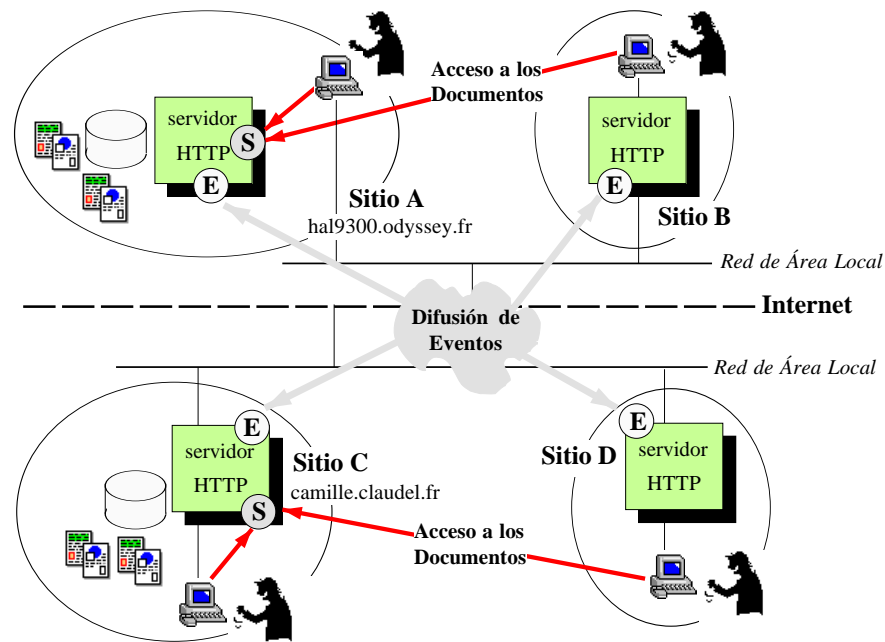 Acceso a los
Documentos
servidor
HTTP
S
E
Sitio A
hal9300.odyssey.fr
servidor
HTTP
E
Sitio B
Red de Área Local
Internet
Difusión de
Eventos
Red de Área Local
E
servidor
HTTP
S
Sitio C
camille.claudel.fr
E
servidor
HTTP
Sitio D
Acceso a los
Documentos